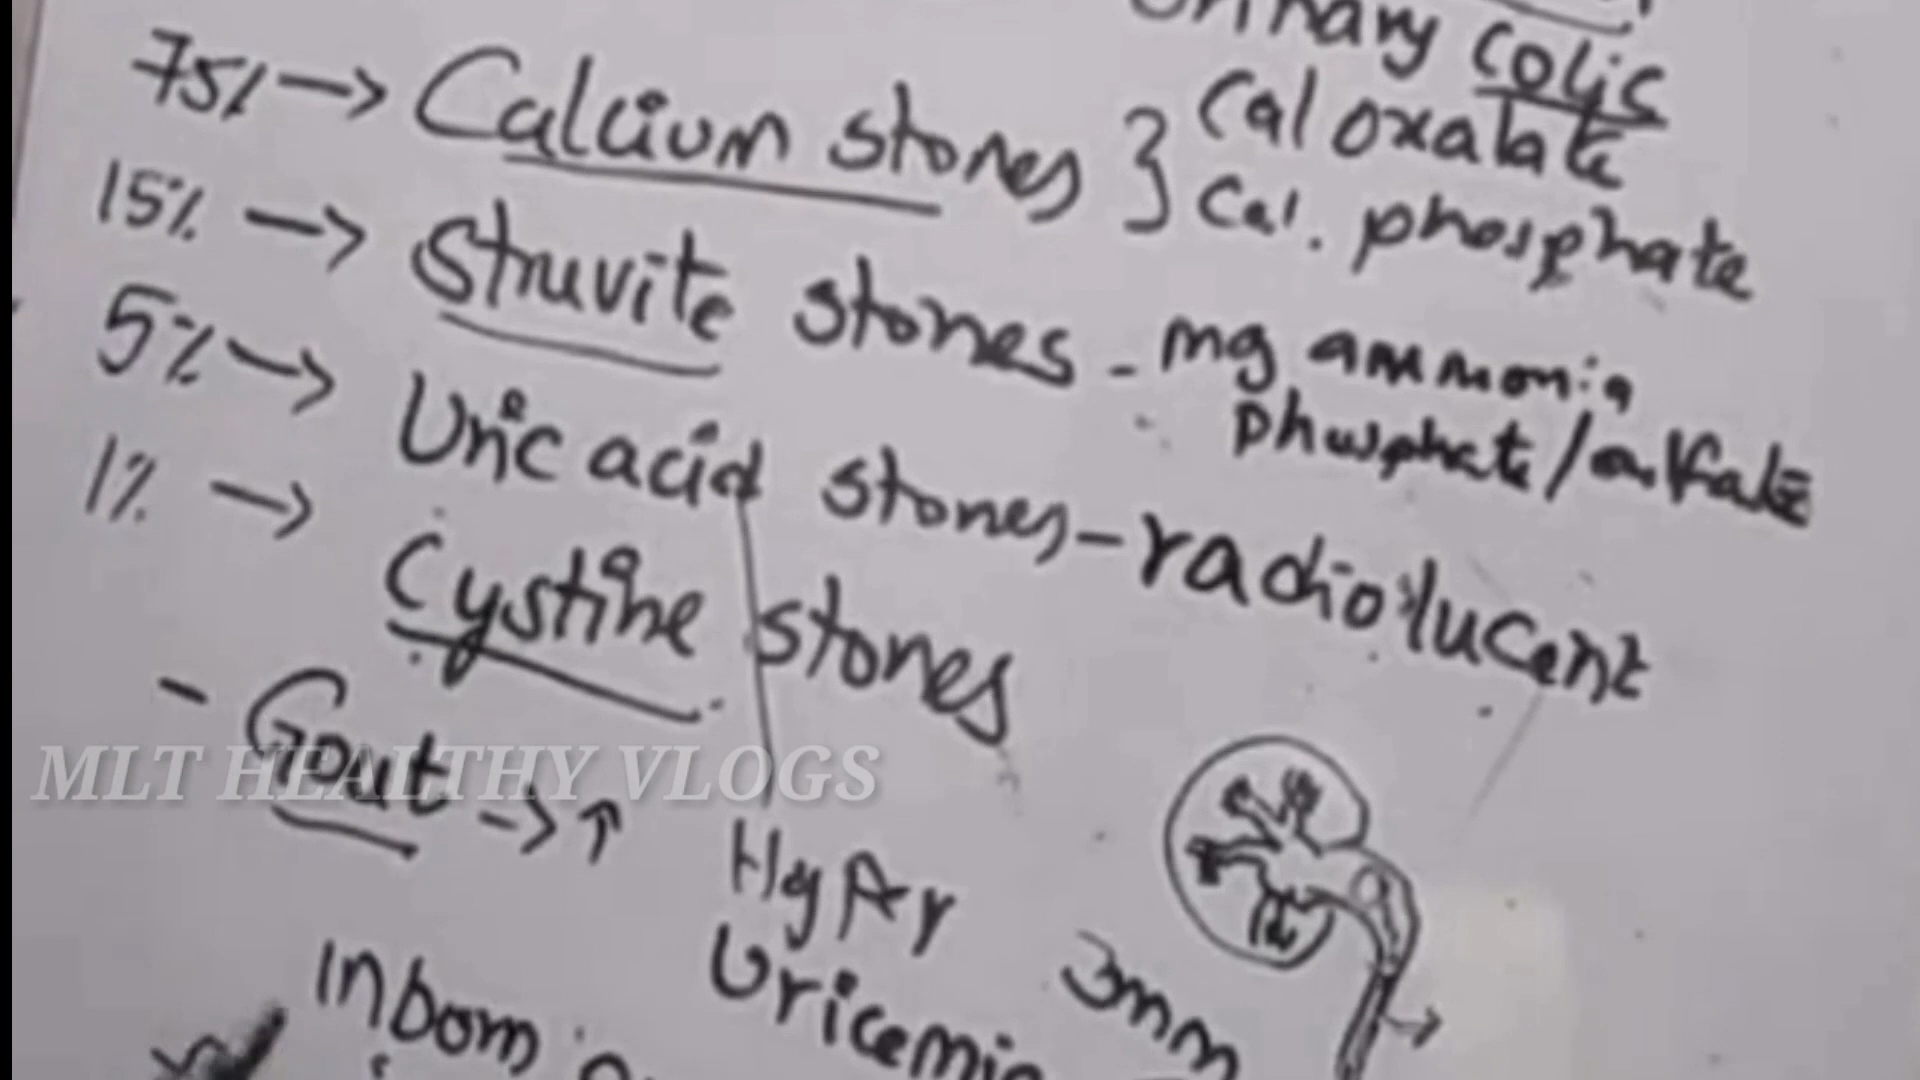 Urinary colic
75% → Calcium stones } Cal oxalate
Cal. phosphate
15% → Struvite stones - mg ammonia
phosphate /
5% → Uric acid stones - radiolucent
1% → Cystine stones
- Gout → ↑ Hyper
Uricemia
MLT HEALTHY VLOGS
inborn
3mm